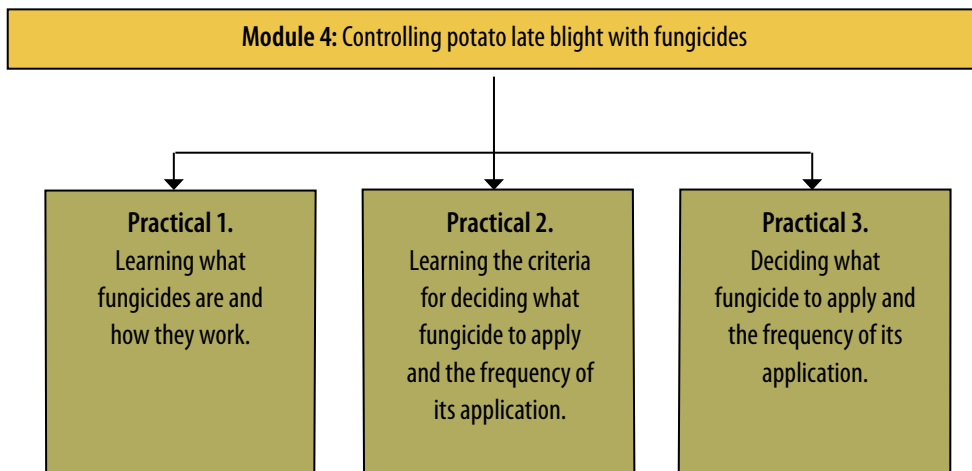 Module 4: Controlling potato late blight with fungicides
Practical 1.
Learning what
fungicides are and
how they work.
Practical 2.
Learning the criteria
for deciding what
fungicide to apply
and the frequency of
its application.
Practical 3.
Deciding what
fungicide to apply and
the frequency of its
application.